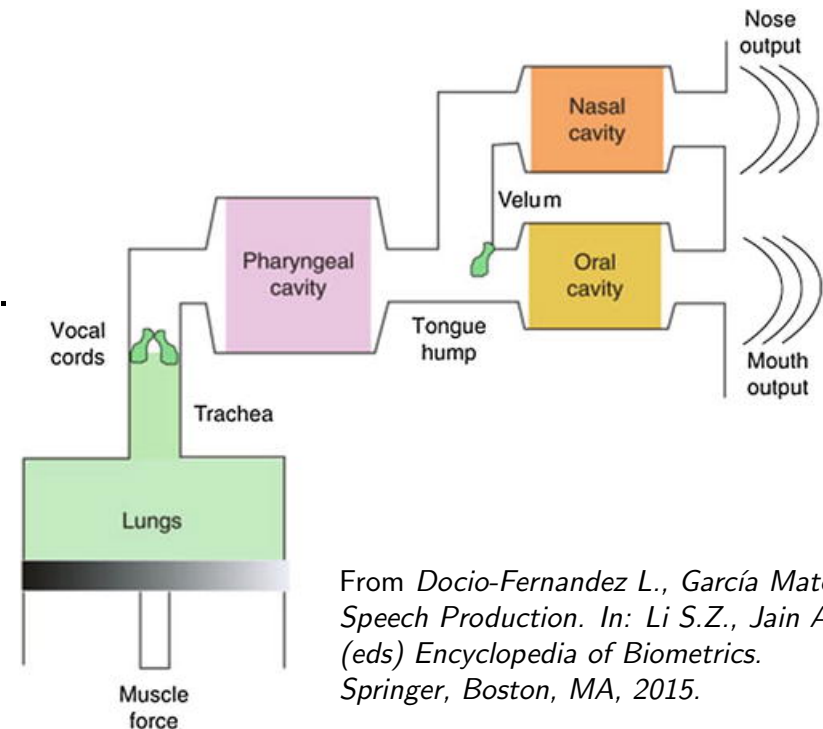 Nose
output
Nasal
cavity
Velum
Pharyngeal
cavity
Oral
cavity
.
Vocal
cords
Tongue
hump
Mouth
output
Trachea
Lungs
From Docio-Fernandez L., García
Speech Production. In: Li S.Z., Jain
(eds) Encyclopedia of Biometrics.
Springer, Boston, MA, 2015.
Muscle
force